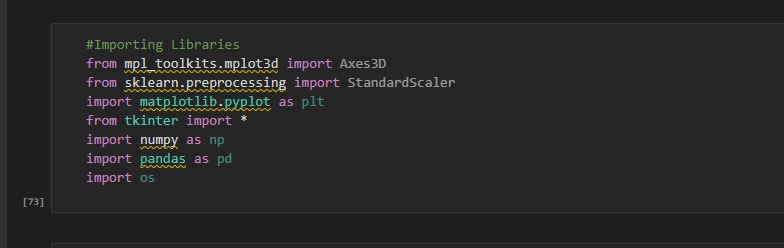 #Importing Libraries
from mpl_toolkits.mplot3d import Axes3D
from sklearn.preprocessing import StandardScaler
import matplotlib.pyplot as plt
from tkinter import *
import numpy as np
import pandas as pd
import os
[73]